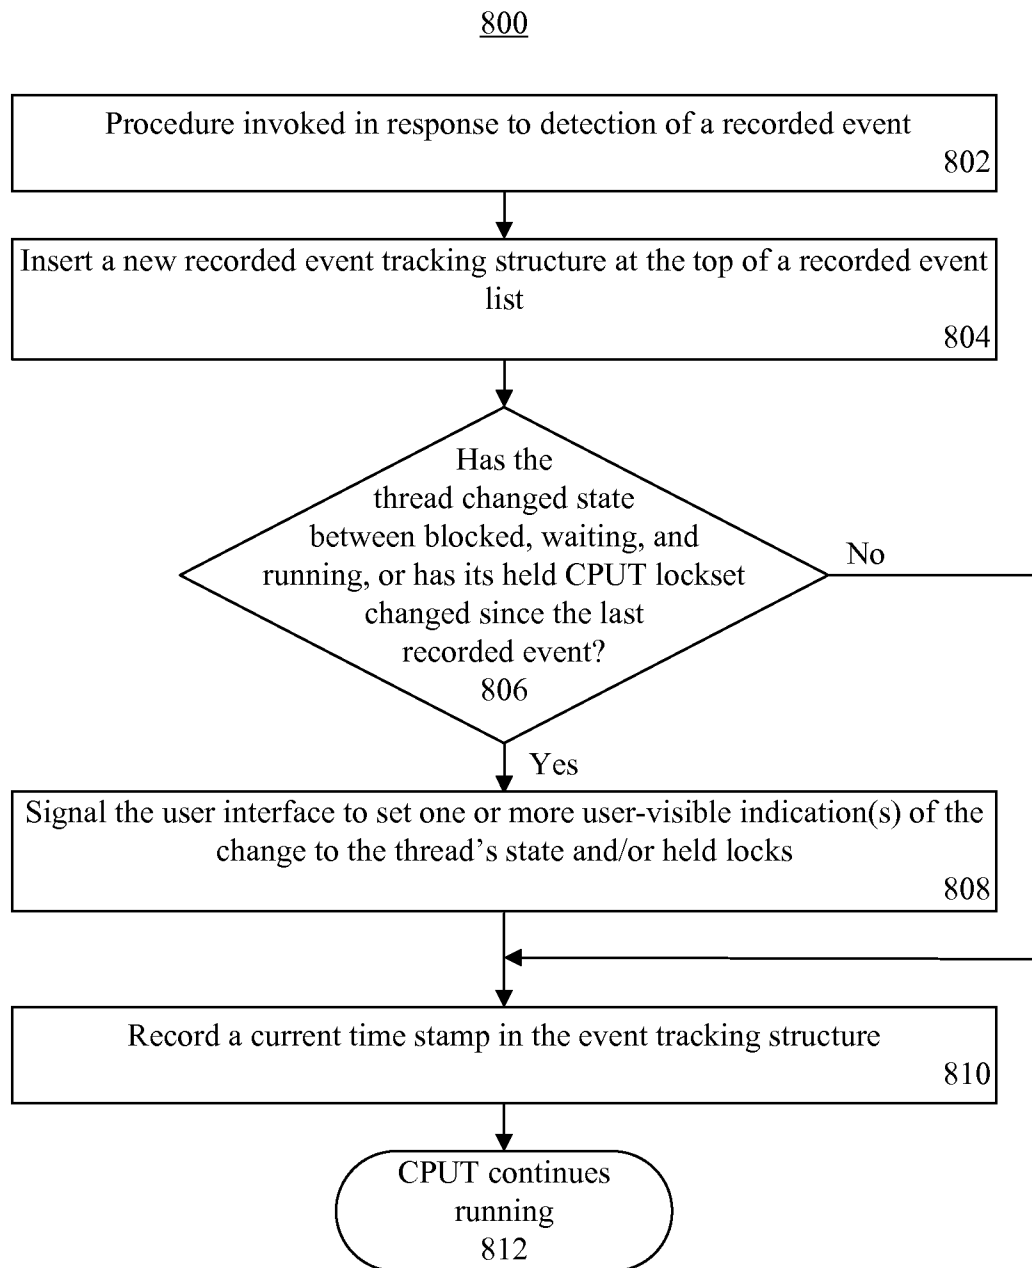 800
Procedure invoked in response to detection of a recorded event
802
Insert a new recorded event tracking structure at the top of a recorded event
list
804
Has the
thread changed state
between blocked, waiting, and
running, or has its held CPUT lockset
changed since the last
recorded event?
806
No
Yes
Signal the user interface to set one or more user-visible indication(s) of the
change to the thread's state and/or held locks
808
Record a current time stamp in the event tracking structure
810
CPUT continues
running
812